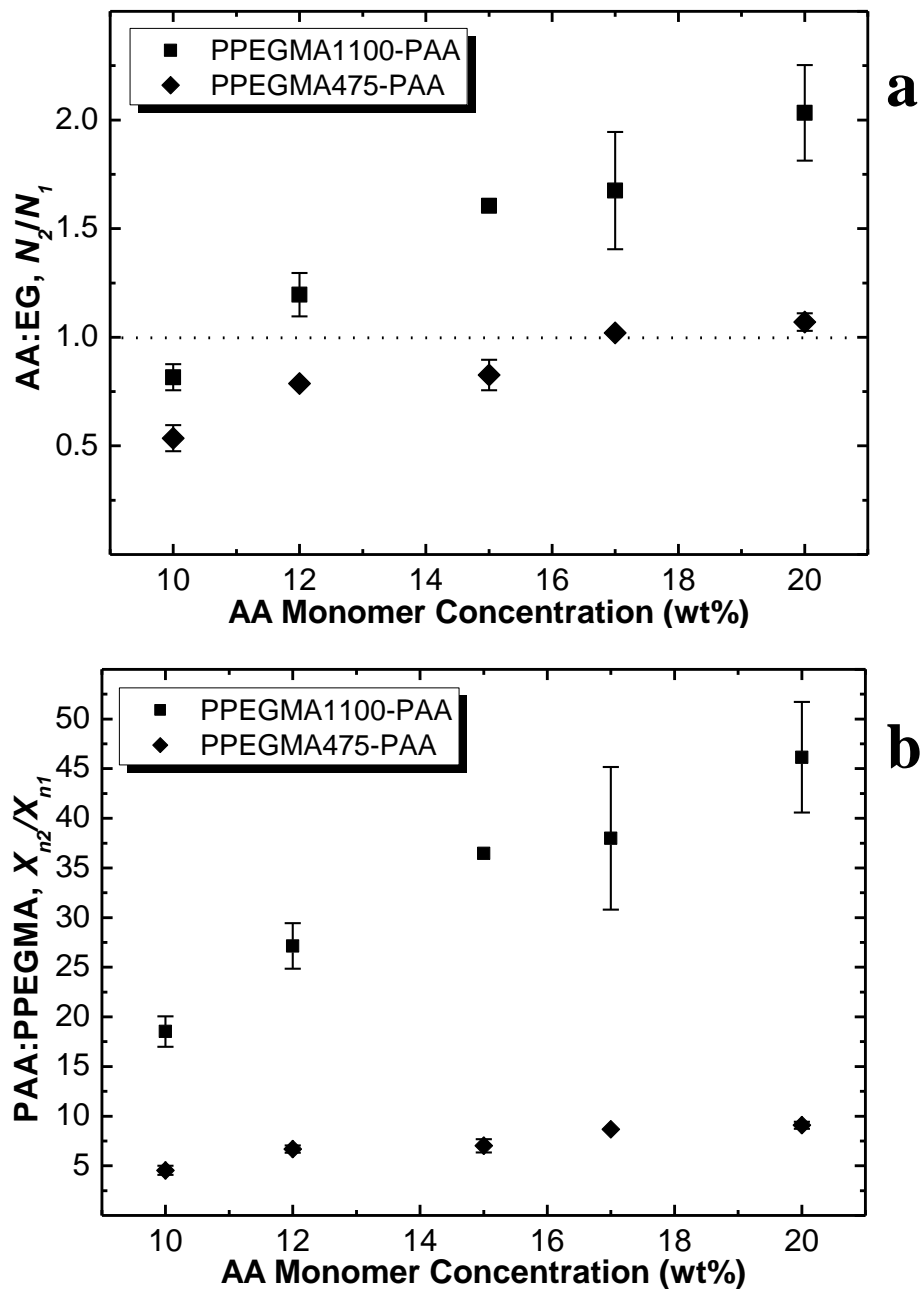 PPEGMA1100-PAA
PPEGMA475-PAA
a
2.0
1.5
1.0
0.5
AA:EG, N2/N1
10 12 14 16 18 20
AA Monomer Concentration (wt%)
PPEGMA1100-PAA
PPEGMA475-PAA
b
50
45
40
35
30
25
20
15
10
5
PAA:PPEGMA, Xn2/Xn1
10 12 14 16 18 20
AA Monomer Concentration (wt%)